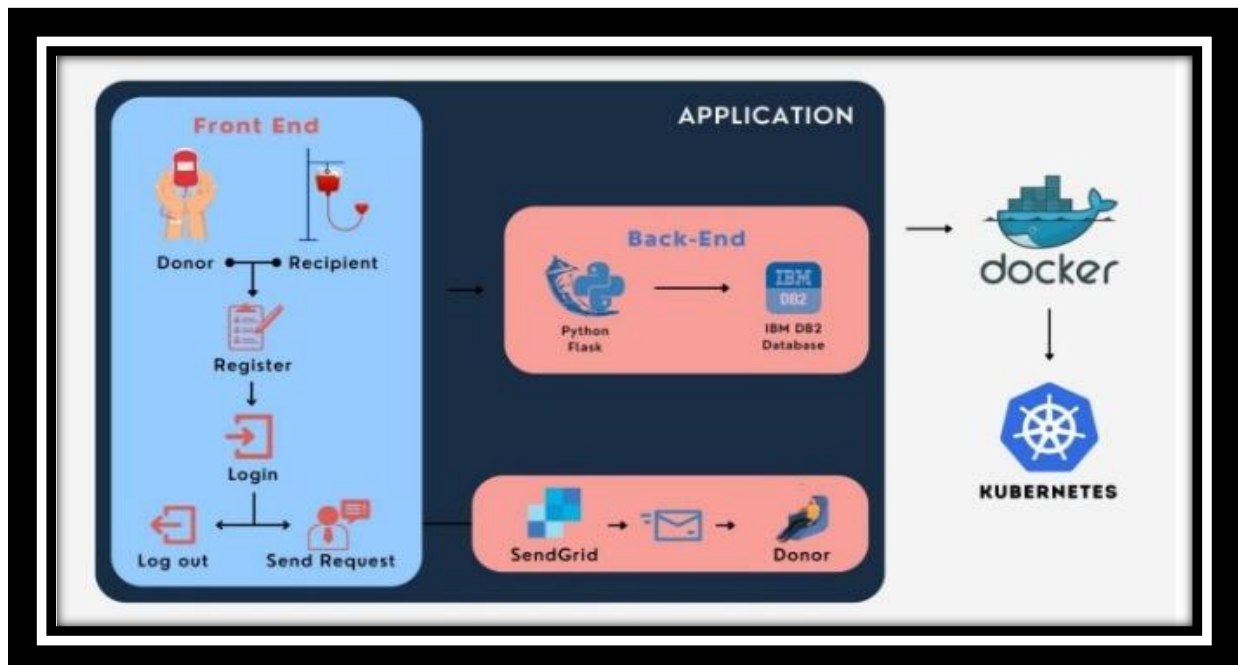 APPLICATION
Front End
Donor
Recipient
Register
Login
Log out
Send Request
Back-End
Python
Flask
IBM
DB2
IBM DB2
Database
SendGrid
Donor
docker
KUBERNETES